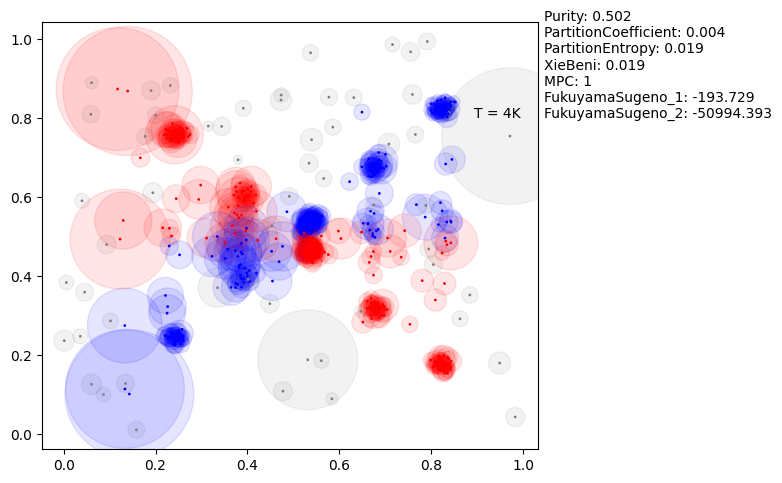 Purity: 0.502
PartitionCoefficient: 0.004
PartitionEntropy: 0.019
XieBeni: 0.019
MPC: 1
FukuyamaSugeno_1: -193.729
FukuyamaSugeno_2: -50994.393
T = 4K
1.0
0.8
0.6
0.4
0.2
0.0
0.0 0.2 0.4 0.6 0.8 1.0